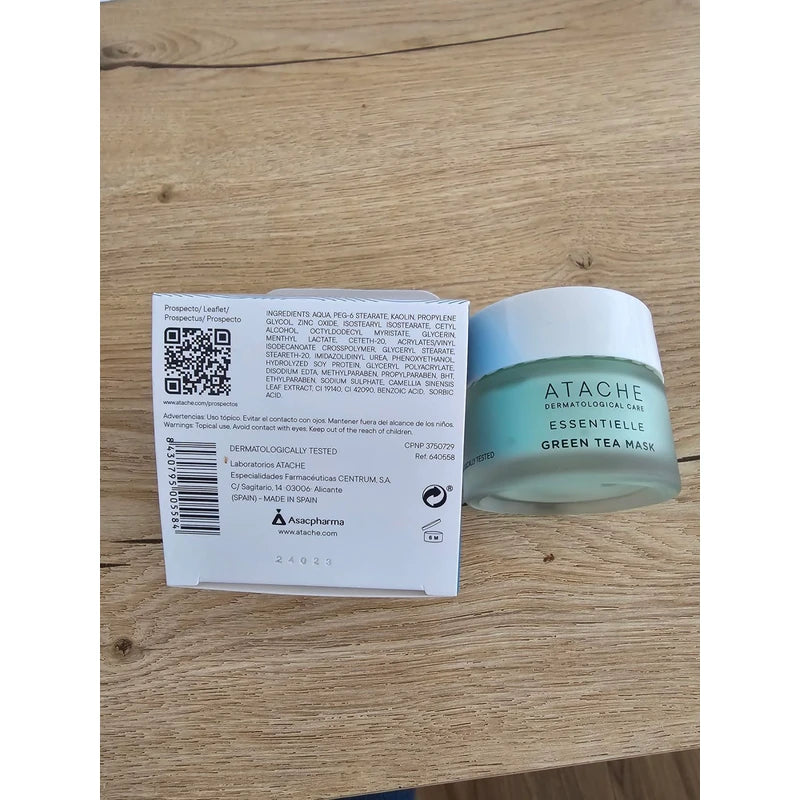 Prospecto/ Leaflet/
Prospectus/ Prospecto
www.atache.com/prospectos
INGREDIENTS: AQUA, PEG-6 STEARATE, KAOLIN, PROPYLENE
GLYCOL, ZINC OXIDE, ISOSTEARYL ISOSTEARATE, CETYL
ALCOHOL, OCTYLDODECYL MYRISTATE, GLYCERIN,
MENTHYL LACTATE, CETETH-20, ACRYLATES/VINYL
ISODECANOATE CROSSPOLYMER, GLYCERYL STEARATE,
STEARETH-20, IMIDAZOLIDINYL UREA, PHENOXYETHANOL,
HYDROLYZED SOY PROTEIN, GLYCERYL POLYACRYLATE,
DISODIUM EDTA, METHYLPARABEN, PROPYLPARABEN, BHT,
ETHYLPARABEN, SODIUM SULPHATE, CAMELLIA SINENSIS
LEAF EXTRACT, CI 19140, CI 42090, BENZOIC ACID, SORBIC
ACID.
Advertencias: Uso tópico. Evitar el contacto con ojos. Mantener fuera del alcance de los niños.
Warnings: Topical use. Avoid contact with eyes. Keep out of the reach of children.
8430795005584
DERMATOLOGICALLY TESTED
CPNP 3750729
Ref. 640558
Laboratorios ATACHE
Especialidades Farmacéuticas CENTRUM, S.A.
C/ Sagitario, 14 · 03006 · Alicante
(SPAIN) - MADE IN SPAIN
Asacpharma
www.atache.com
®
6 M
24023
ATACHE
DERMATOLOGICAL CARE
ESSENTIELLE
GREEN TEA MASK
TESTED